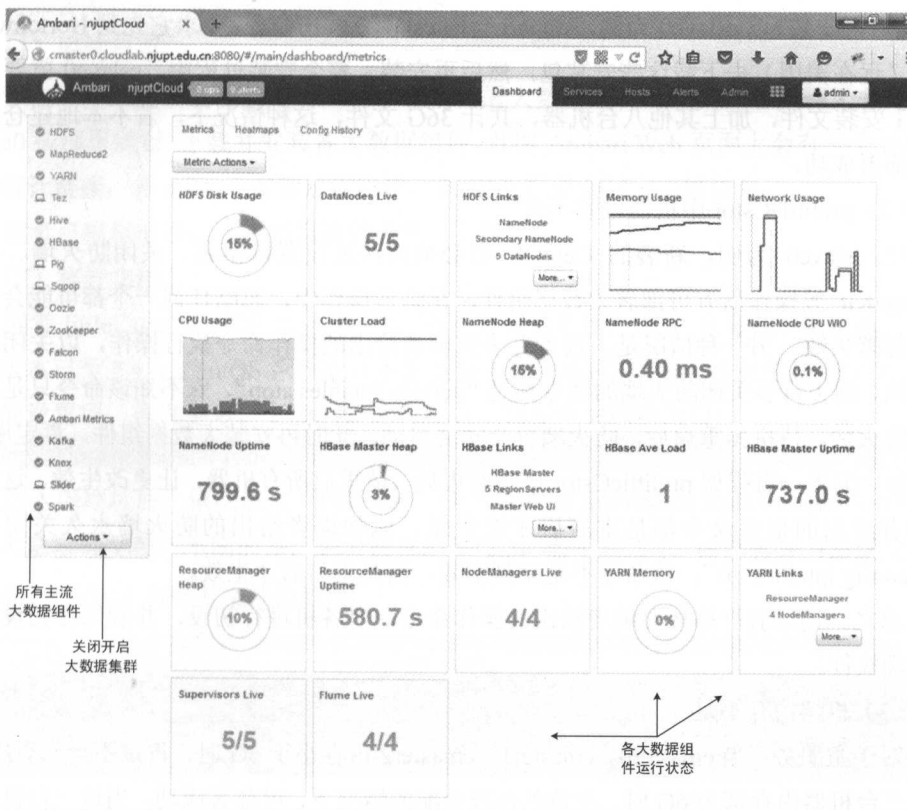 Ambari - njuptCloud
cmaster0.cloudlab.njupt.edu.cn:8080/#/main/dashboard/metrics
Ambari njuptCloud 0 ops 0 alerts Dashboard Services Hosts Alerts Admin admin
HDFS
MapReduce2
YARN
Tez
Hive
HBase
Pig
Sqoop
Oozie
ZooKeeper
Falcon
Storm
Flume
Ambari Metrics
Kafka
Knox
Slider
Spark
Actions
所有主流
大数据组件
关闭开启
大数据集群
Metrics Heatmaps Config History
Metric Actions
HDFS Disk Usage
15%
DataNodes Live
5/5
HDFS Links
NameNode
Secondary NameNode
5 DataNodes
More...
Memory Usage
Network Usage
CPU Usage
Cluster Load
NameNode Heap
15%
NameNode RPC
0.40 ms
NameNode CPU WIO
0.1%
NameNode Uptime
799.6 s
HBase Master Heap
3%
HBase Links
HBase Master
5 RegionServers
Master Web UI
More...
HBase Ave Load
1
HBase Master Uptime
737.0 s
ResourceManager
Heap
10%
ResourceManager
Uptime
580.7 s
NodeManagers Live
4/4
YARN Memory
0%
YARN Links
ResourceManager
4 NodeManagers
More...
Supervisors Live
5/5
Flume Live
4/4
各大数据组
件运行状态